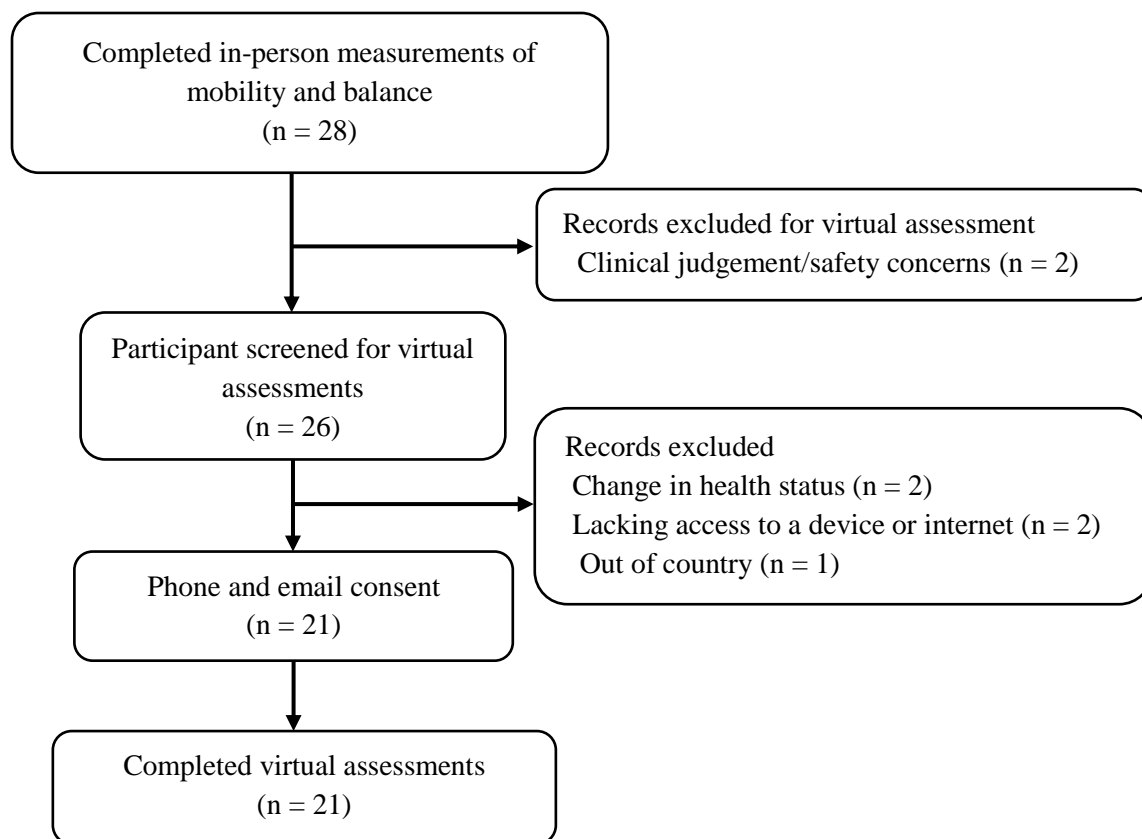 Completed in-person measurements of
mobility and balance
(n = 28)
Records excluded for virtual assessment
Clinical judgement/safety concerns (n = 2)
Participant screened for virtual
assessments
(n = 26)
Records excluded
Change in health status (n = 2)
Lacking access to a device or internet (n = 2)
Out of country (n = 1)
Phone and email consent
(n = 21)
Completed virtual assessments
(n = 21)